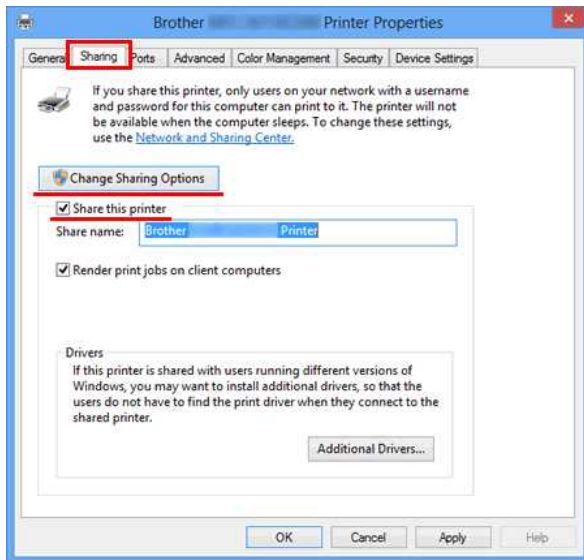 Brother Printer Properties
General Sharing Ports Advanced Color Management Security Device Settings
If you share this printer, only users on your network with a username
and password for this computer can print to it. The printer will not
be available when the computer sleeps. To change these settings,
use the Network and Sharing Center.
Change Sharing Options
Share this printer
Share name: Brother Printer
Render print jobs on client computers
Drivers
If this printer is shared with users running different versions of
Windows, you may want to install additional drivers, so that the
users do not have to find the print driver when they connect to the
shared printer.
Additional Drivers...
OK Cancel Apply Help